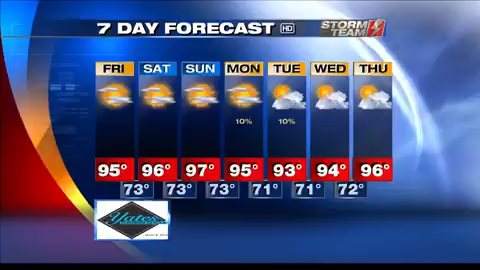 7 DAY FORECAST HD
STORM
TEAM
FRI SAT SUN MON TUE WED THU
10% 10%
95° 96° 97° 95° 93° 94° 96°
73° 73° 73° 71° 71° 72°
Yates